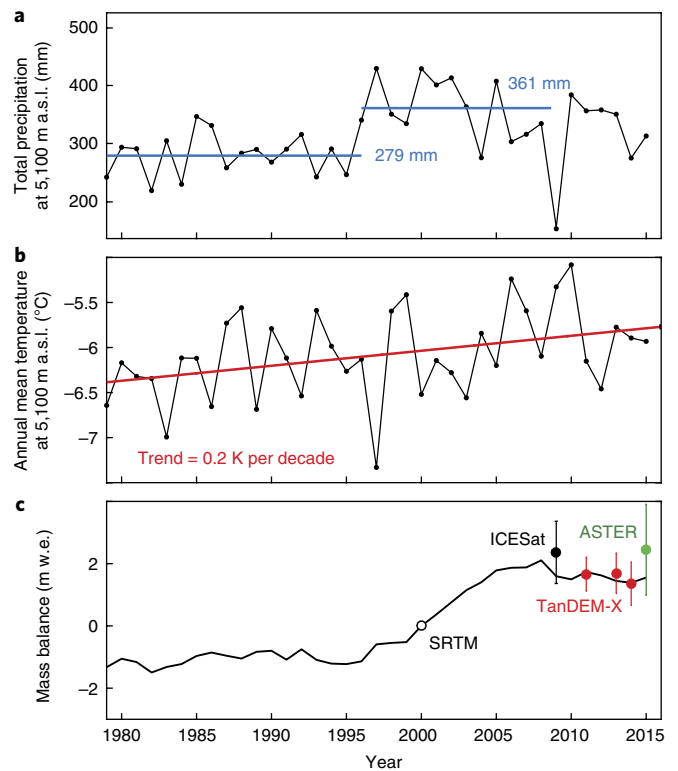 a
Total precipitation
at 5,100 m a.s.l. (mm)
500
400
300
200
361 mm
279 mm
b
Annual mean temperature
at 5,100 m a.s.l. (°C)
−5.5
−6
−6.5
−7
Trend = 0.2 K per decade
c
Mass balance (m w.e.)
2
0
−2
ICESat
ASTER
TanDEM-X
SRTM
1980 1985 1990 1995 2000 2005 2010 2015
Year